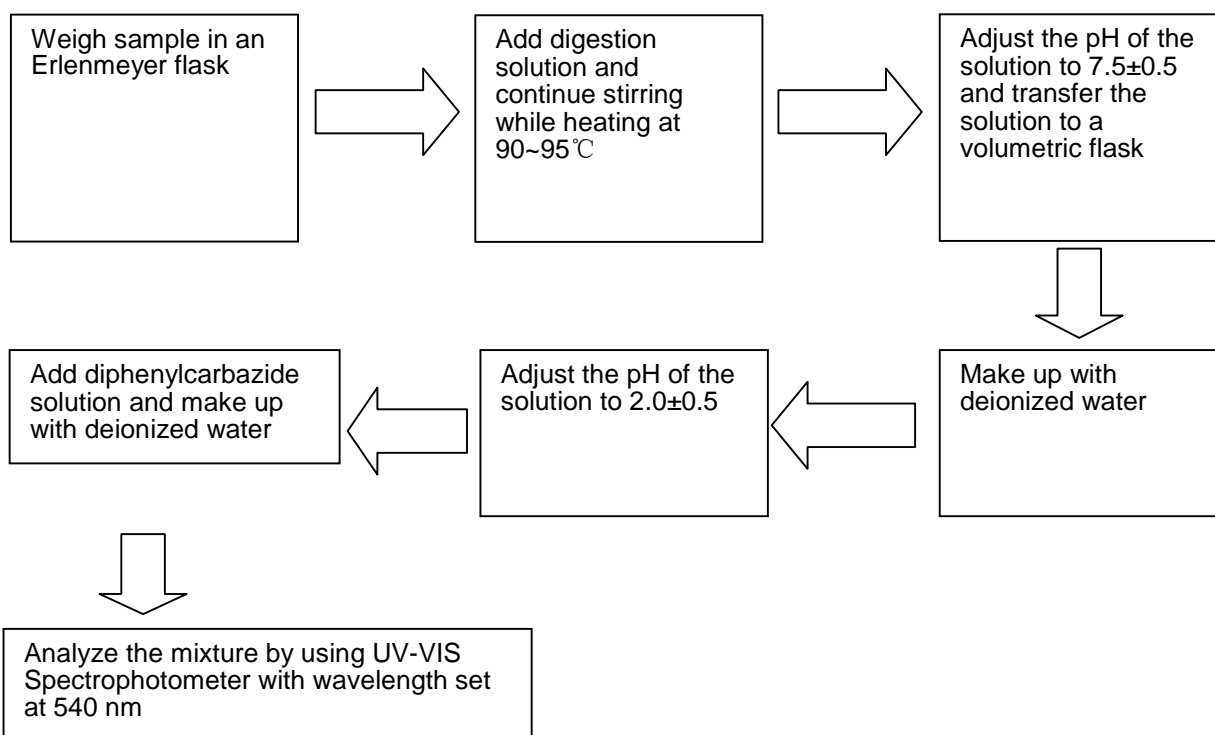 Weigh sample in an
Erlenmeyer flask
Add digestion
solution and
continue stirring
while heating at
90~95℃
Adjust the pH of the
solution to 7.5±0.5
and transfer the
solution to a
volumetric flask
Make up with
deionized water
Adjust the pH of the
solution to 2.0±0.5
Add diphenylcarbazide
solution and make up
with deionized water
Analyze the mixture by using UV-VIS
Spectrophotometer with wavelength set
at 540 nm